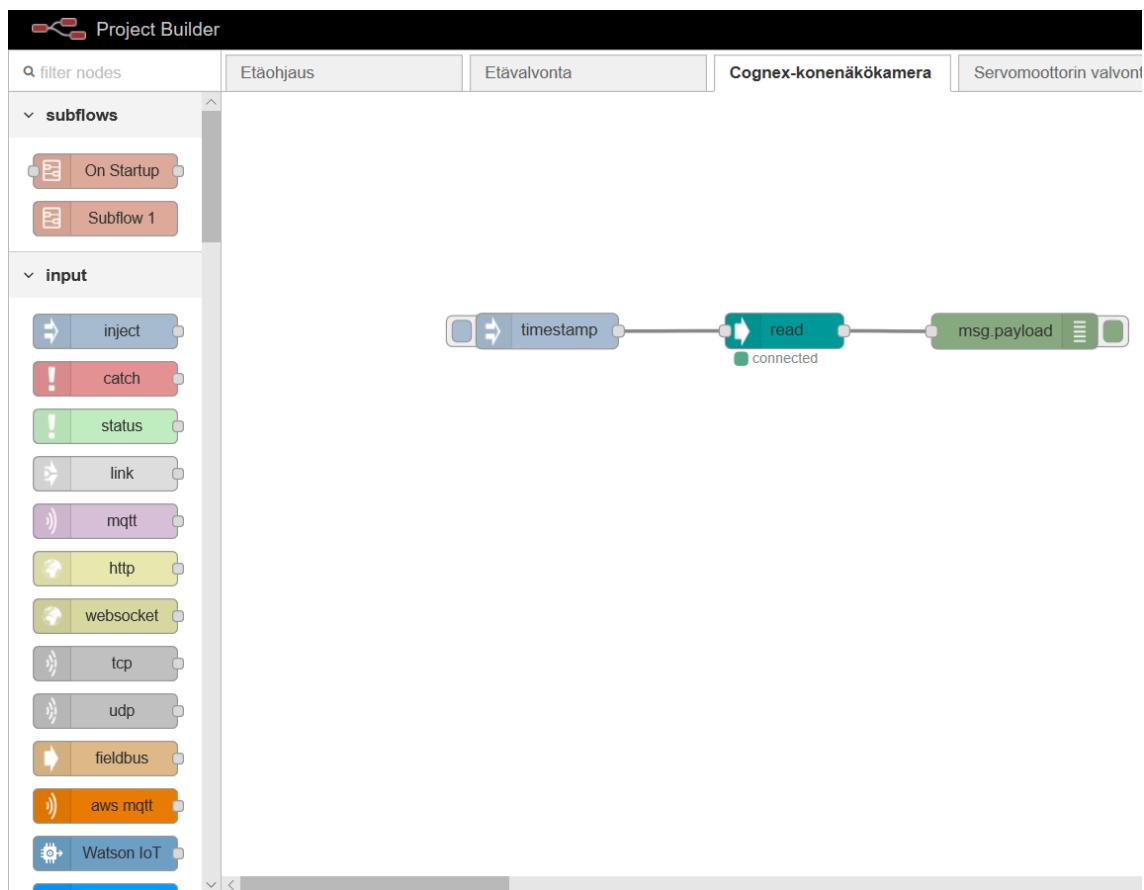 Project Builder
filter nodes
Etäohjaus
Etävalvonta
Cognex-konenäkökamera
Servomoottorin valvont
subflows
On Startup
Subflow 1
input
inject
catch
status
link
mqtt
http
websocket
tcp
udp
fieldbus
aws mqtt
Watson IoT
timestamp
read
msg.payload
connected